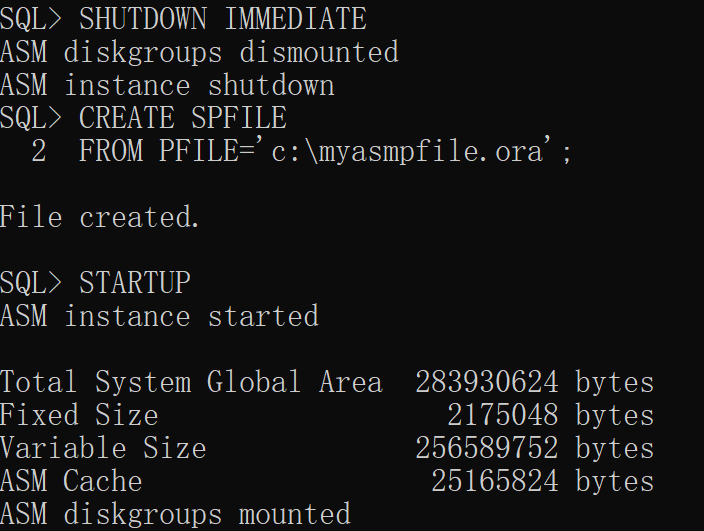 SQL> SHUTDOWN IMMEDIATE
ASM diskgroups dismounted
ASM instance shutdown
SQL> CREATE SPFILE
  2  FROM PFILE='c:\myasmpfile.ora';
File created.
SQL> STARTUP
ASM instance started
Total System Global Area  283930624 bytes
Fixed Size                  2175048 bytes
Variable Size             256589752 bytes
ASM Cache                  25165824 bytes
ASM diskgroups mounted